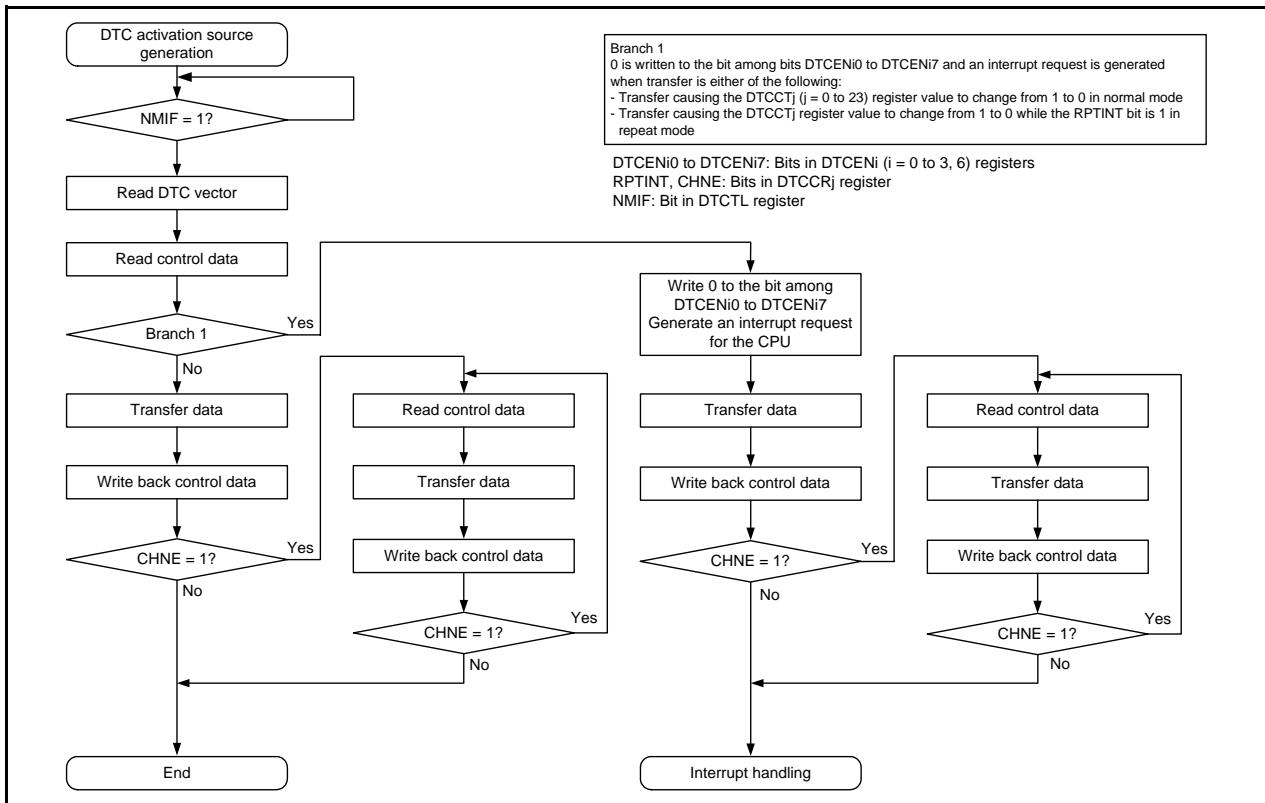 DTC activation source
generation
NMIF = 1?
Read DTC vector
Read control data
Branch 1
Yes
No
Transfer data
Write back control data
CHNE = 1?
Yes
No
End
Read control data
Transfer data
Write back control data
CHNE = 1?
Yes
No
Branch 1
0 is written to the bit among bits DTCENi0 to DTCENi7 and an interrupt request is generated
when transfer is either of the following:
- Transfer causing the DTCCTj (j = 0 to 23) register value to change from 1 to 0 in normal mode
- Transfer causing the DTCCTj register value to change from 1 to 0 while the RPTINT bit is 1 in
repeat mode
DTCENi0 to DTCENi7: Bits in DTCENi (i = 0 to 3, 6) registers
RPTINT, CHNE: Bits in DTCCRj register
NMIF: Bit in DTCTL register
Write 0 to the bit among
DTCENi0 to DTCENi7
Generate an interrupt request
for the CPU
Transfer data
Write back control data
CHNE = 1?
Yes
No
Interrupt handling
Read control data
Transfer data
Write back control data
CHNE = 1?
Yes
No